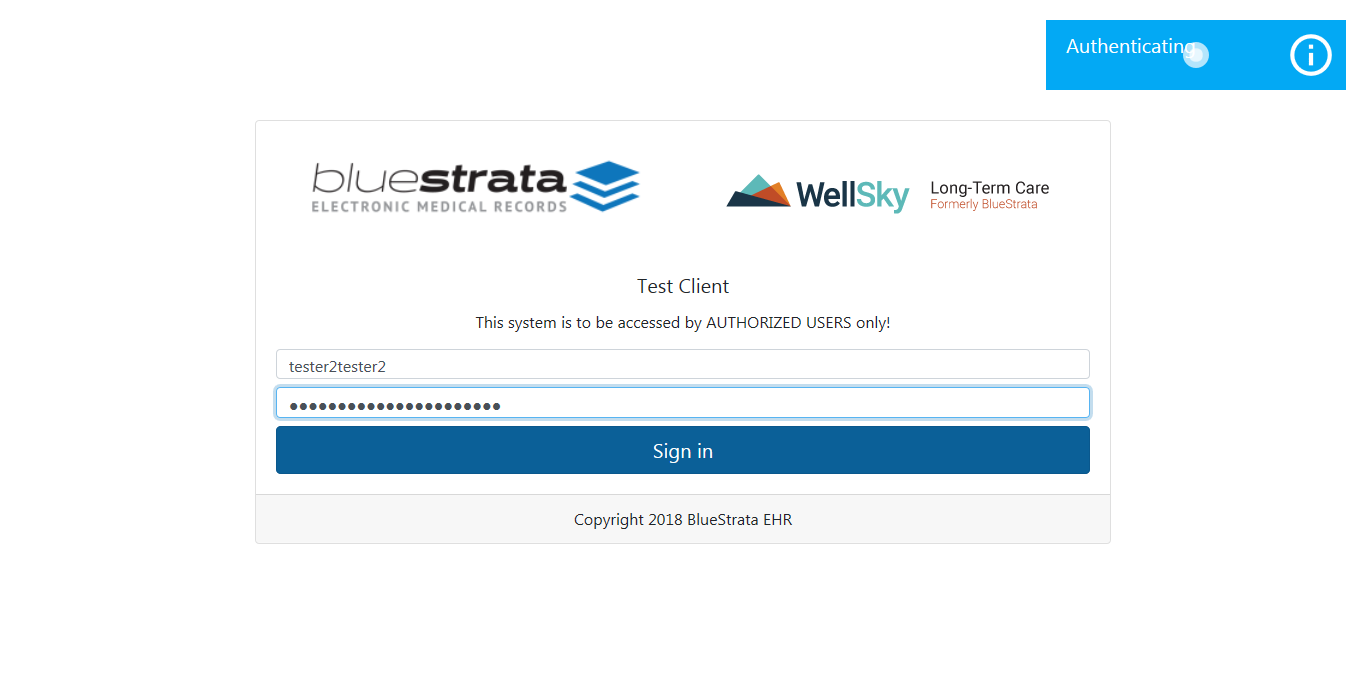 Authenticating
bluestrata
ELECTRONIC MEDICAL RECORDS
WellSky
Long-Term Care
Formerly BlueStrata
Test Client
This system is to be accessed by AUTHORIZED USERS only!
tester2tester2
●●●●●●●●●●●●●●●●●●●●●●
Sign in
Copyright 2018 BlueStrata EHR